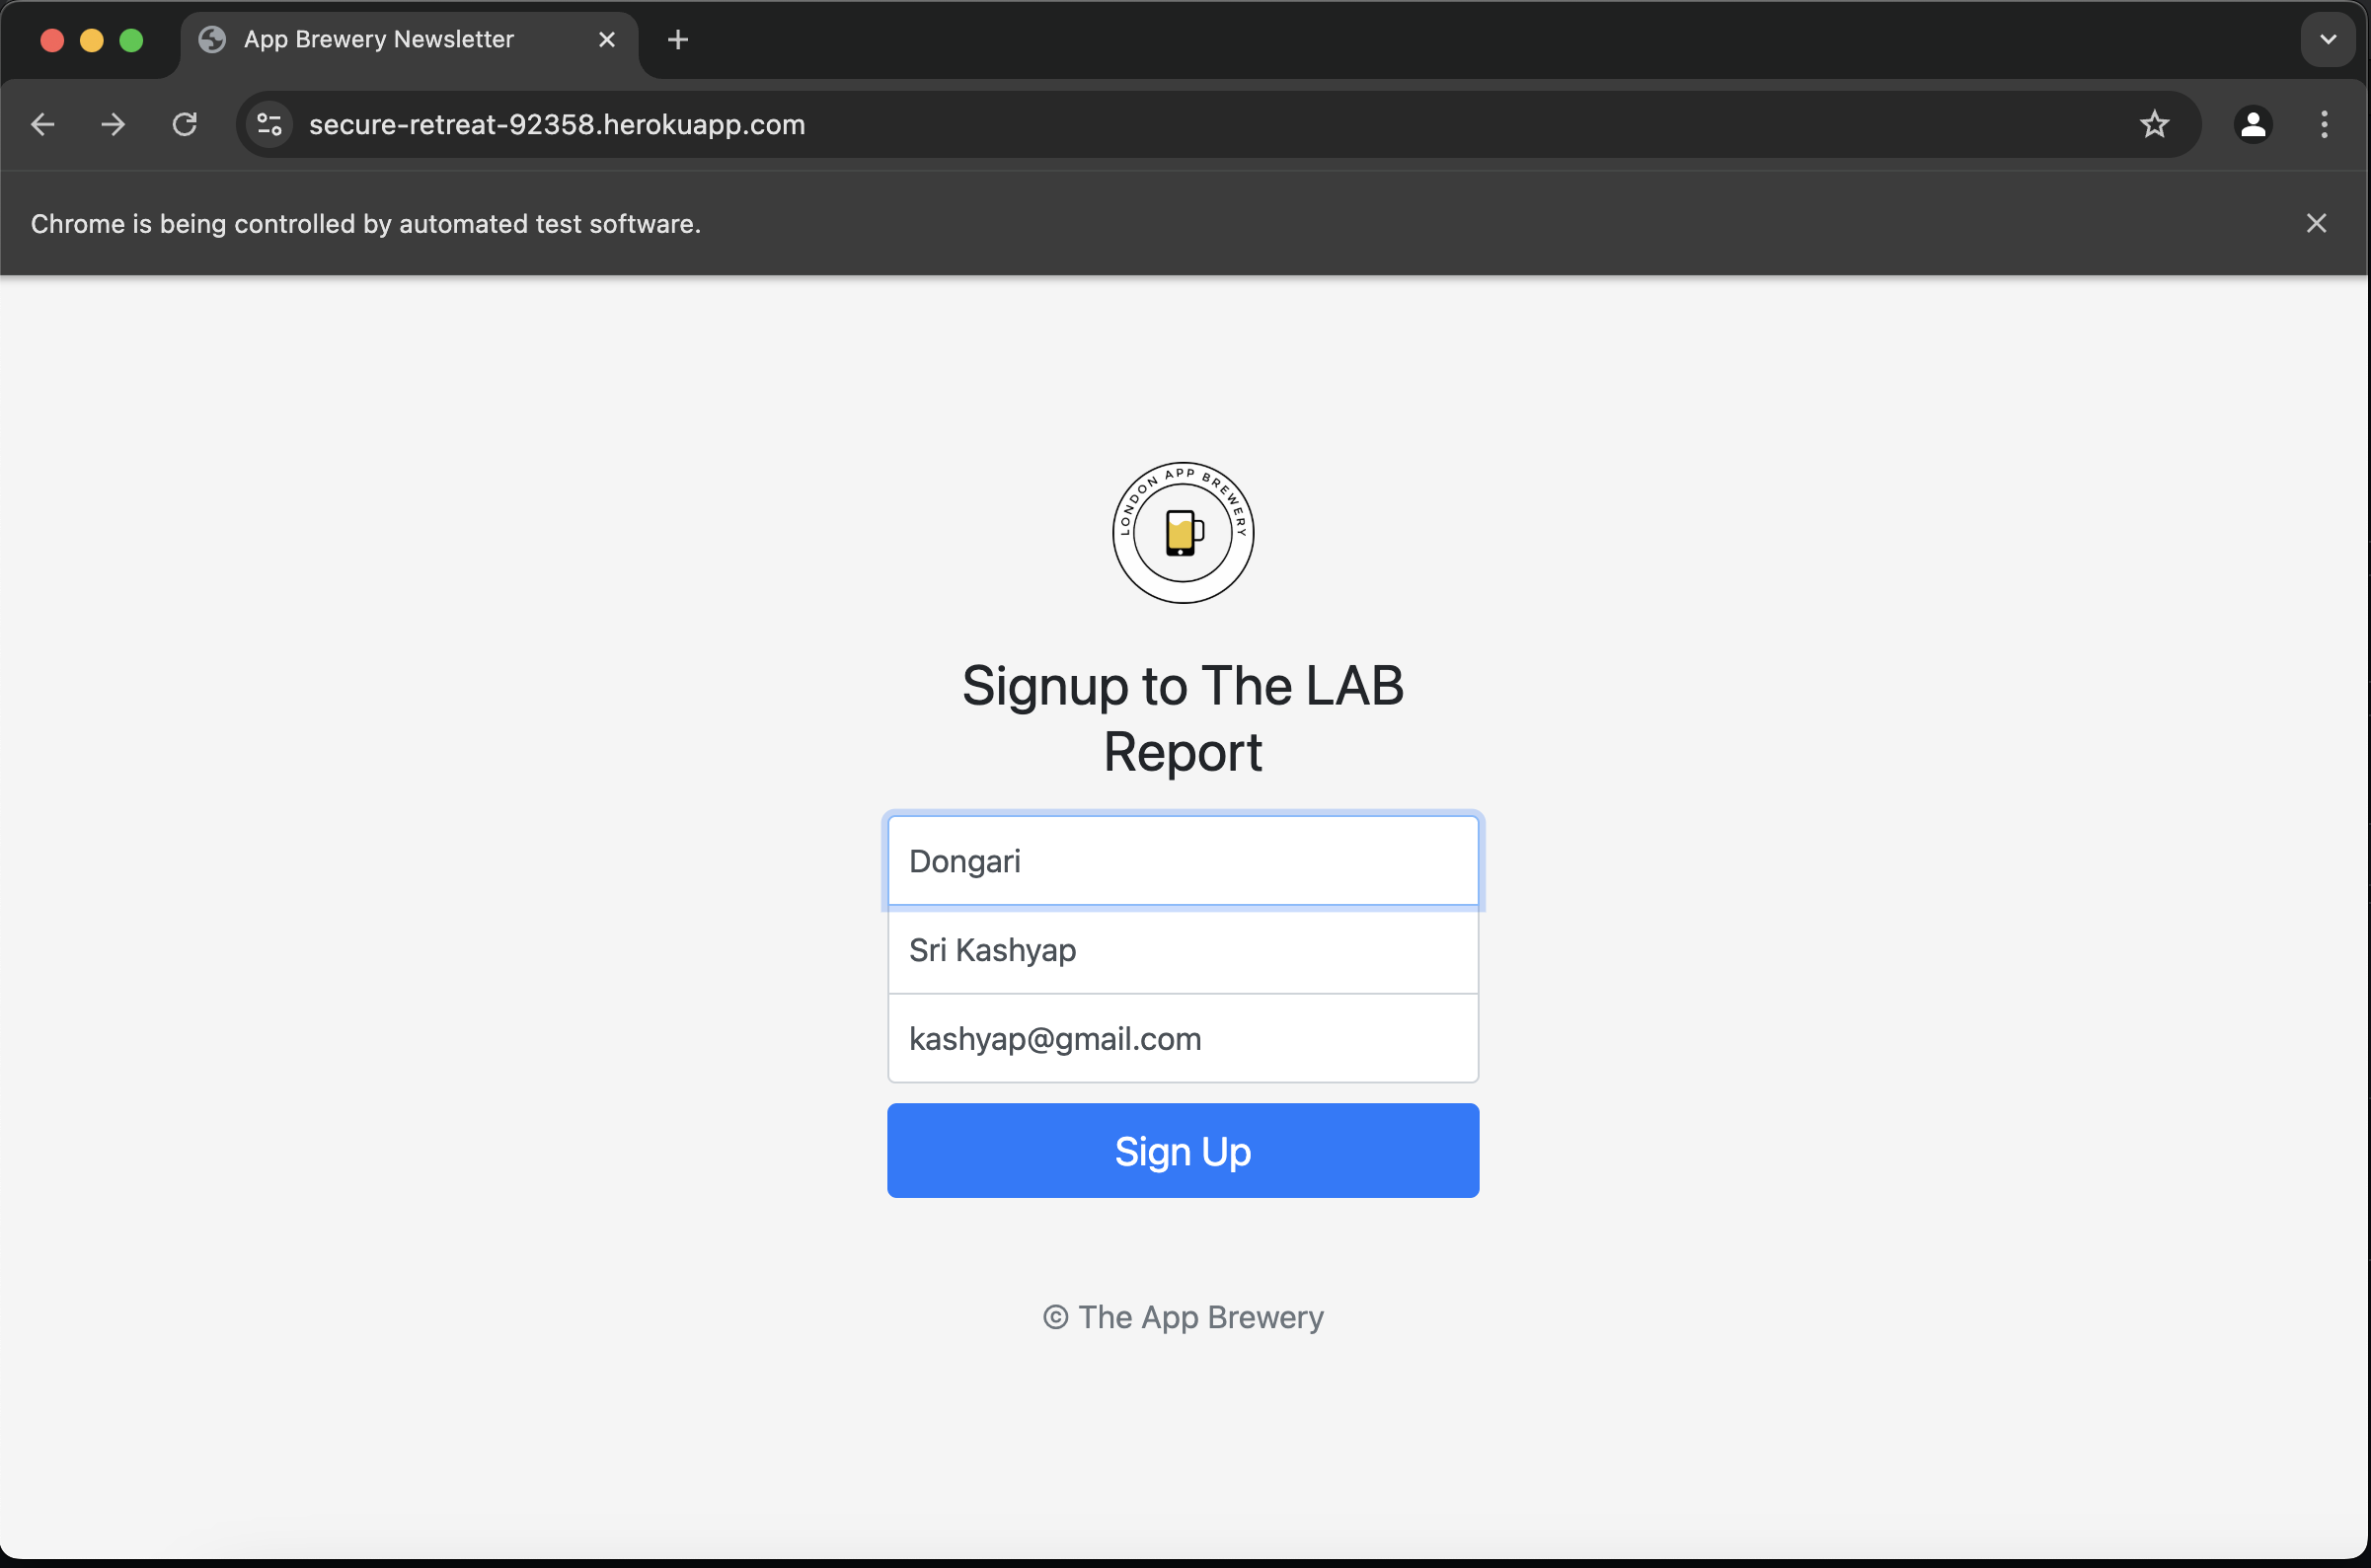 App Brewery Newsletter
secure-retreat-92358.herokuapp.com
Chrome is being controlled by automated test software.
LONDON APP BREWERY
Signup to The LAB
Report
Dongari
Sri Kashyap
kashyap@gmail.com
Sign Up
© The App Brewery